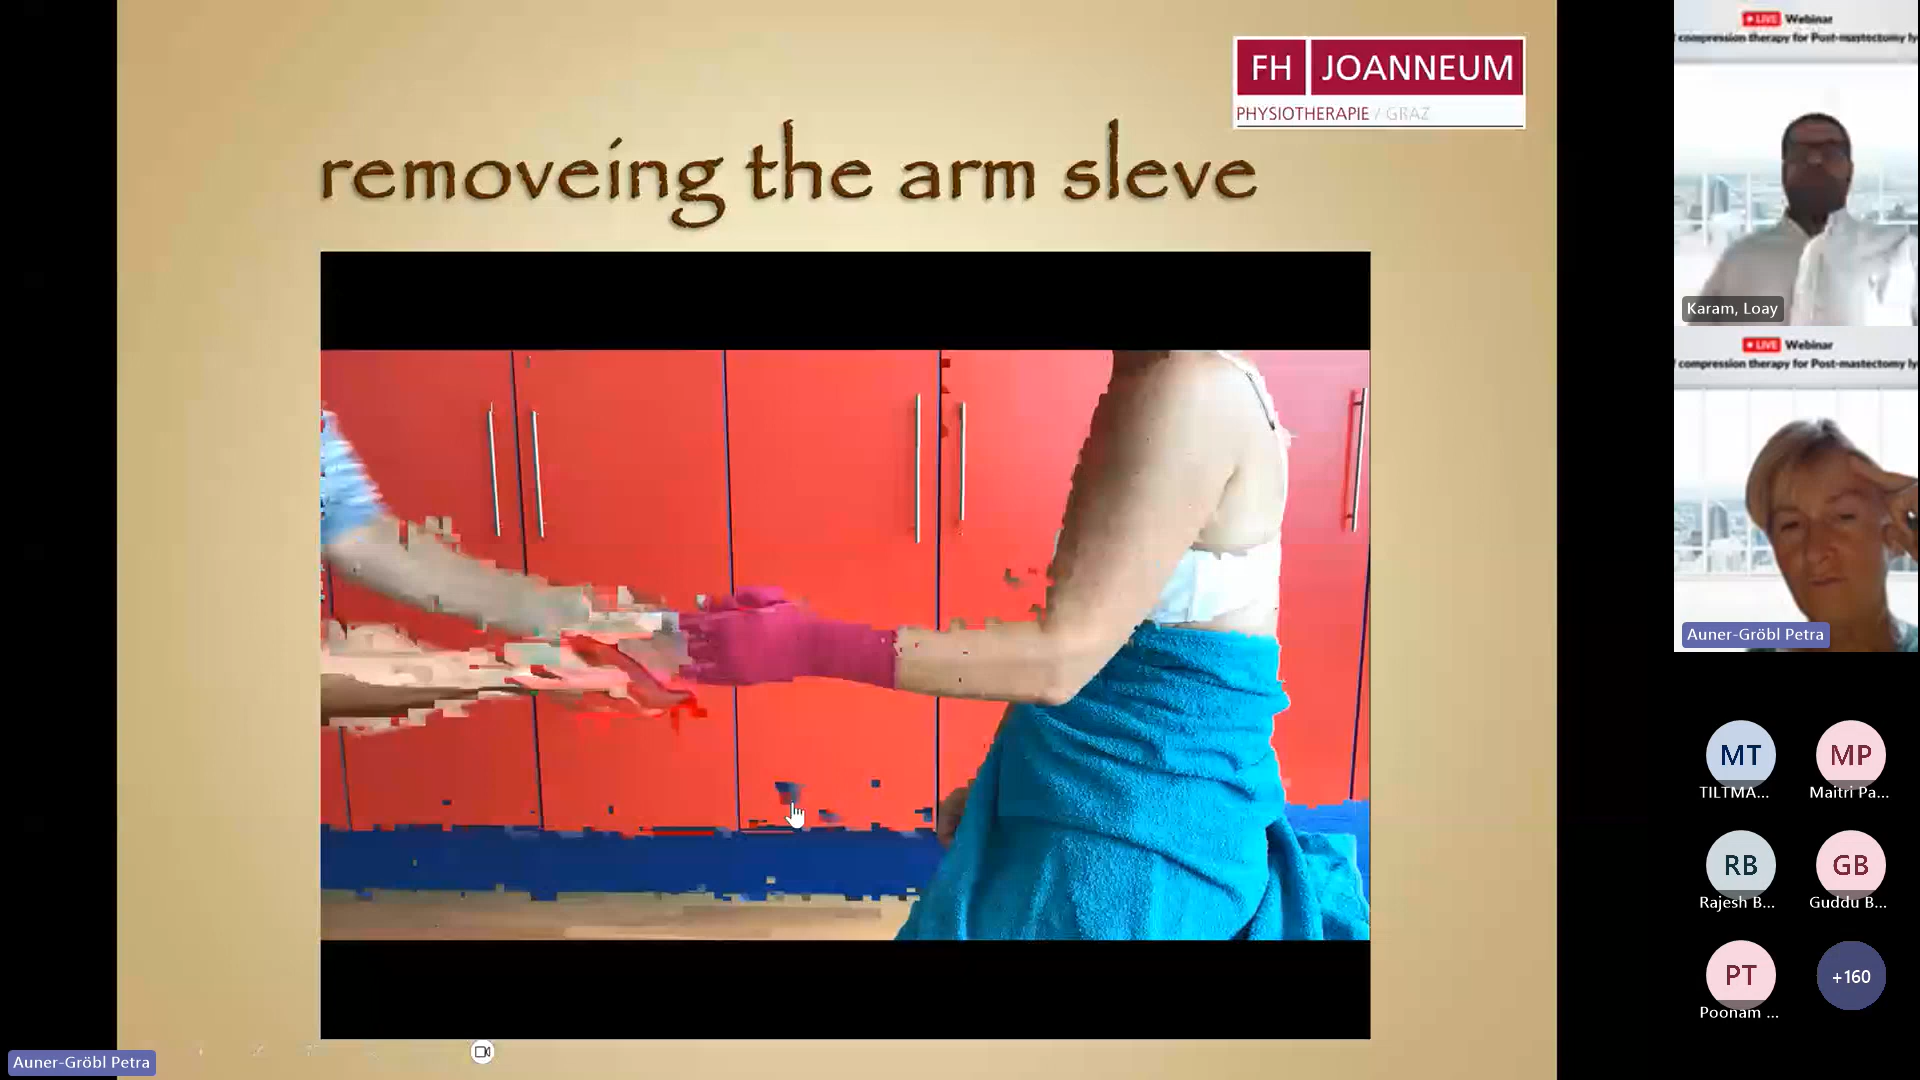 FH JOANNEUM
PHYSIOTHERAPIE / GRAZ
removeing the arm sleve
LIVE Webinar
compression therapy for Post-mastectomy ly
Karam, Loay
LIVE Webinar
compression therapy for Post-mastectomy ly
Auner-Gröbl Petra
MT
TILTMA...
MP
Maitri Pa...
RB
Rajesh B...
GB
Guddu B...
PT
Poonam ...
+160
Auner-Gröbl Petra